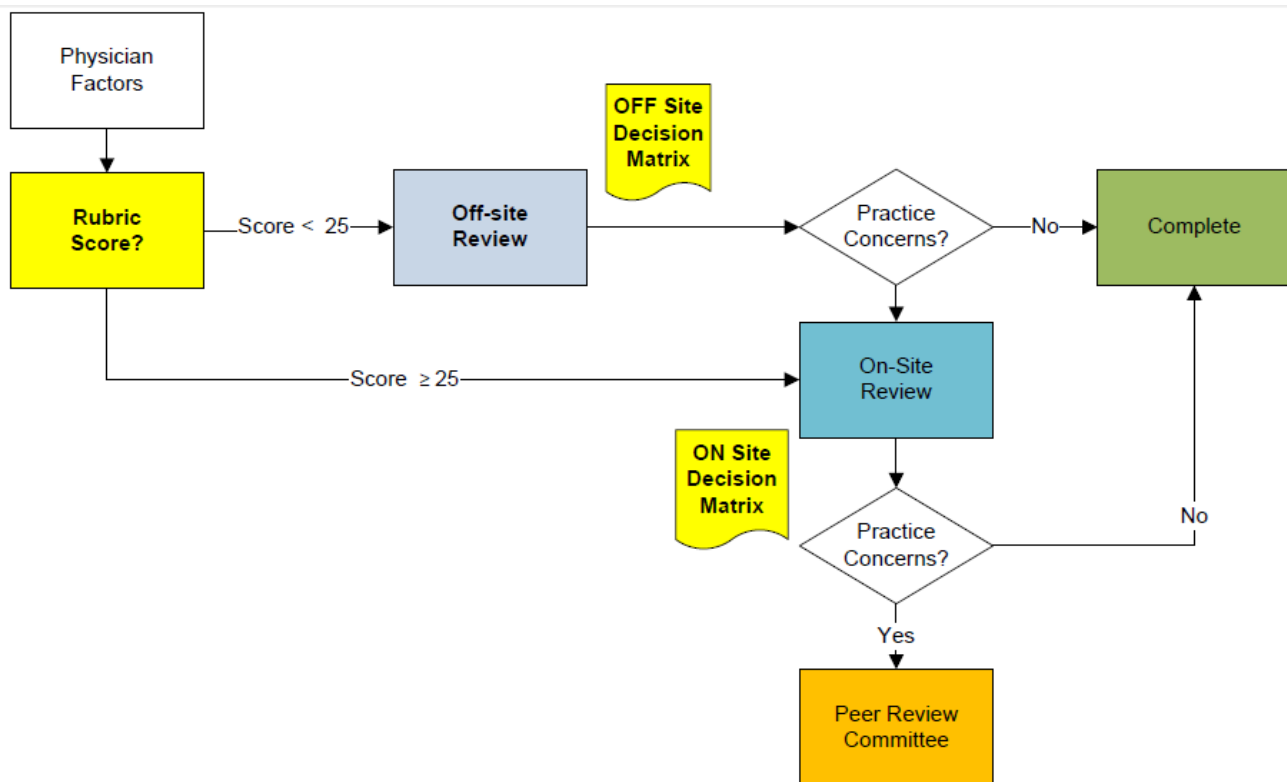 Physician
Factors
OFF Site
Decision
Matrix
Rubric
Score?
Score < 25
Off-site
Review
Practice
Concerns?
No
Complete
Score ≥ 25
On-Site
Review
ON Site
Decision
Matrix
Practice
Concerns?
No
Yes
Peer Review
Committee